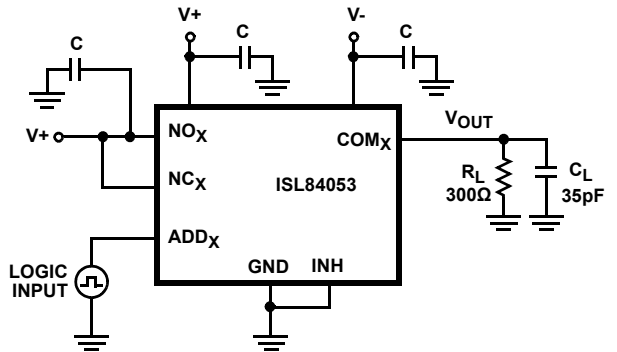 V+
V-
C
C
C
V+
NOX
COMX
VOUT
NCX
ISL84053
RL
300Ω
CL
35pF
ADDX
LOGIC
INPUT
GND
INH